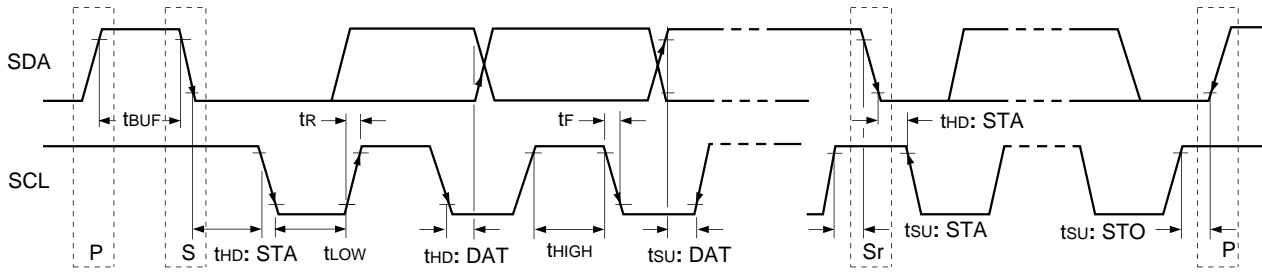 SDA
tBUF
tR
tF
tHD: STA
SCL
P
S
tHD: STA
tLOW
tHD: DAT
tHIGH
tSU: DAT
Sr
tSU: STA
tSU: STO
P